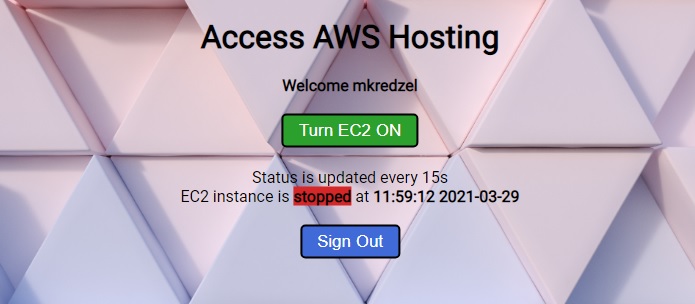 Access AWS Hosting
Welcome mkredzel
Turn EC2 ON
Status is updated every 15s
EC2 instance is stopped at 11:59:12 2021-03-29
Sign Out